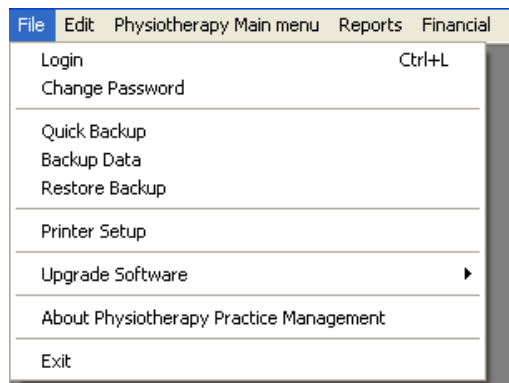 File Edit Physiotherapy Main menu Reports Financial
Login Ctrl+L
Change Password
Quick Backup
Backup Data
Restore Backup
Printer Setup
Upgrade Software
About Physiotherapy Practice Management
Exit